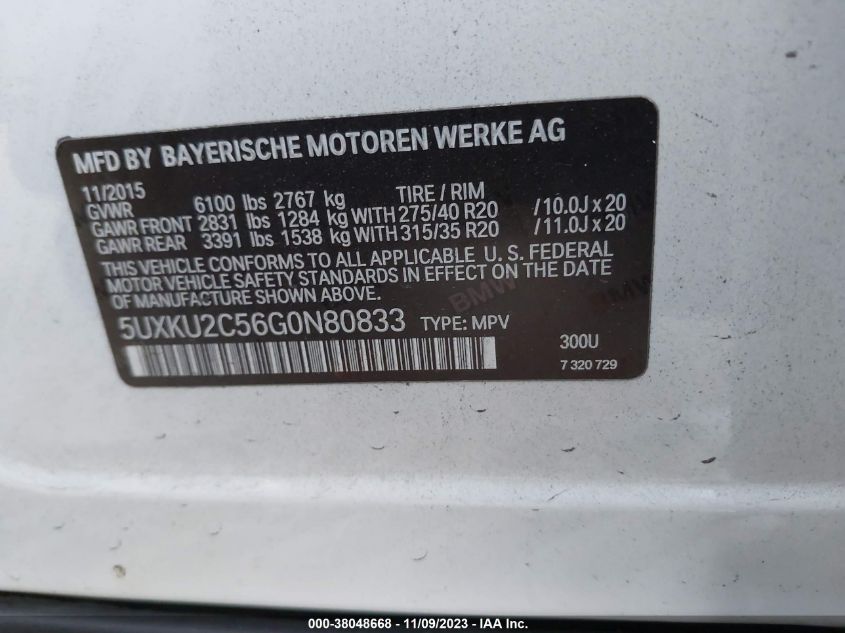 MFD BY BAYERISCHE MOTOREN WERKE AG
11/2015
GVWR 6100 lbs 2767 kg TIRE / RIM
GAWR FRONT 2831 lbs 1284 kg WITH 275/40 R20 /10.0J x 20
GAWR REAR 3391 lbs 1538 kg WITH 315/35 R20 /11.0J x 20
THIS VEHICLE CONFORMS TO ALL APPLICABLE U. S. FEDERAL
MOTOR VEHICLE SAFETY STANDARDS IN EFFECT ON THE DATE
OF MANUFACTURE SHOWN ABOVE.
5UXKU2C56G0N80833 TYPE: MPV
300U
7 320 729
000-38048668 - 11/09/2023 - IAA Inc.